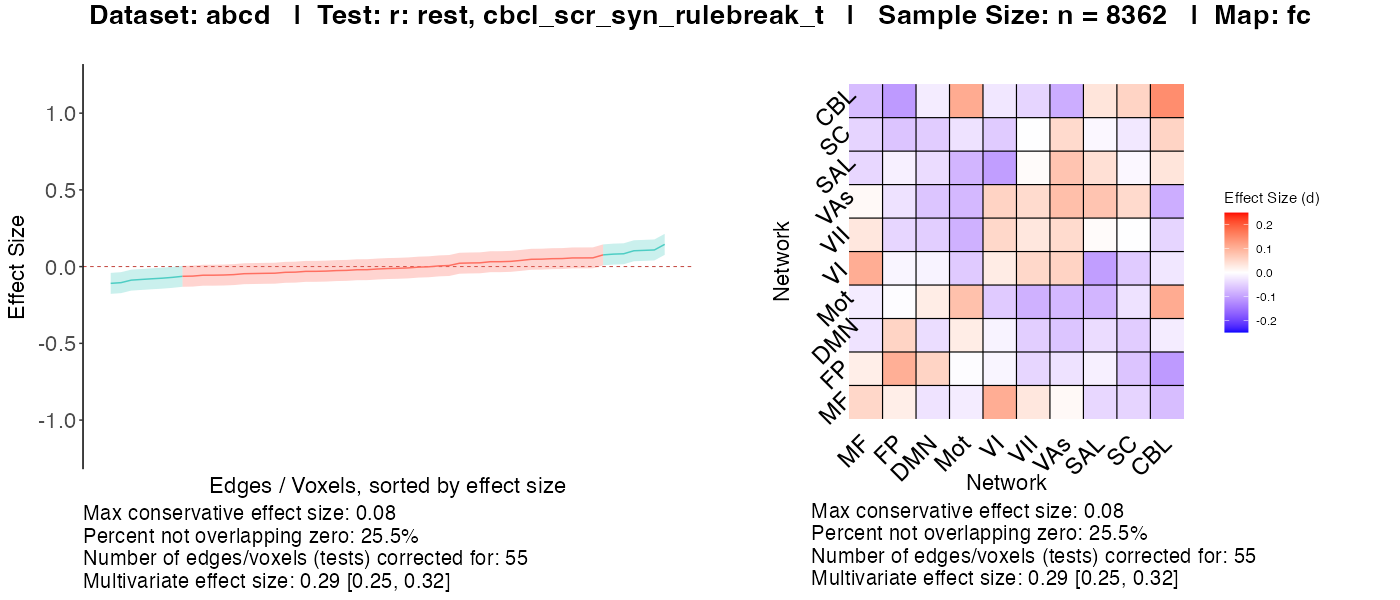 Dataset: abcd | Test: r: rest, cbcl_scr_syn_rulebreak_t | Sample Size: n = 8362 | Map: fc
Effect Size
1.0
0.5
0.0
-0.5
-1.0
Edges / Voxels, sorted by effect size
Max conservative effect size: 0.08
Percent not overlapping zero: 25.5%
Number of edges/voxels (tests) corrected for: 55
Multivariate effect size: 0.29 [0.25, 0.32]
Network
CBL
SC
SAL
VAs
VII
VI
Mot
DMN
FP
MF
MF
FP
DMN
Mot
VI
VII
VAs
SAL
SC
CBL
Network
Effect Size (d)
0.2
0.1
0.0
-0.1
-0.2
Max conservative effect size: 0.08
Percent not overlapping zero: 25.5%
Number of edges/voxels (tests) corrected for: 55
Multivariate effect size: 0.29 [0.25, 0.32]